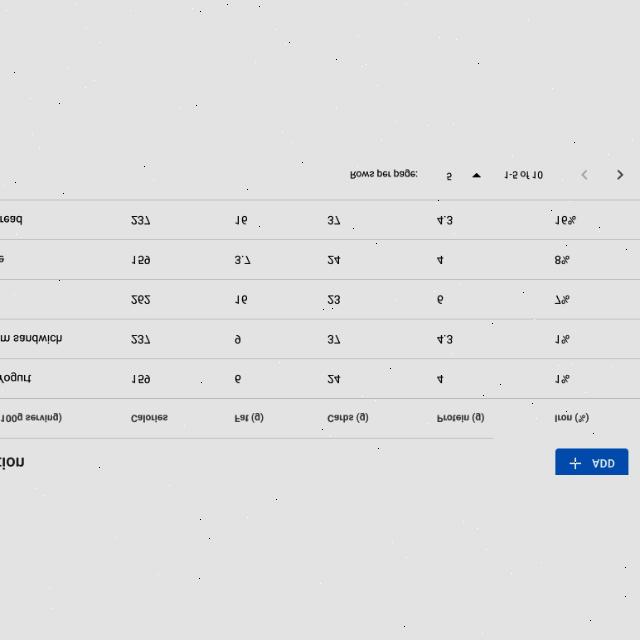 tion ADD
100g serving) Calories Fat (g) Carbs (g) Protein (g) Iron (%)
Yogurt 159 6 24 4 1%
m sandwich 237 9 37 4.3 1%
262 16 23 6 7%
e 159 3.7 24 4 8%
read 237 16 37 4.3 16%
Rows per page: 5 1-5 of 10